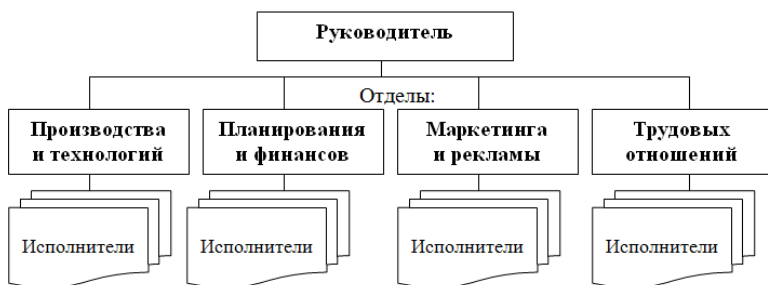 Руководитель
Отделы:
Производства
и технологий
Планирования
и финансов
Маркетинга
и рекламы
Трудовых
отношений
Исполнители
Исполнители
Исполнители
Исполнители